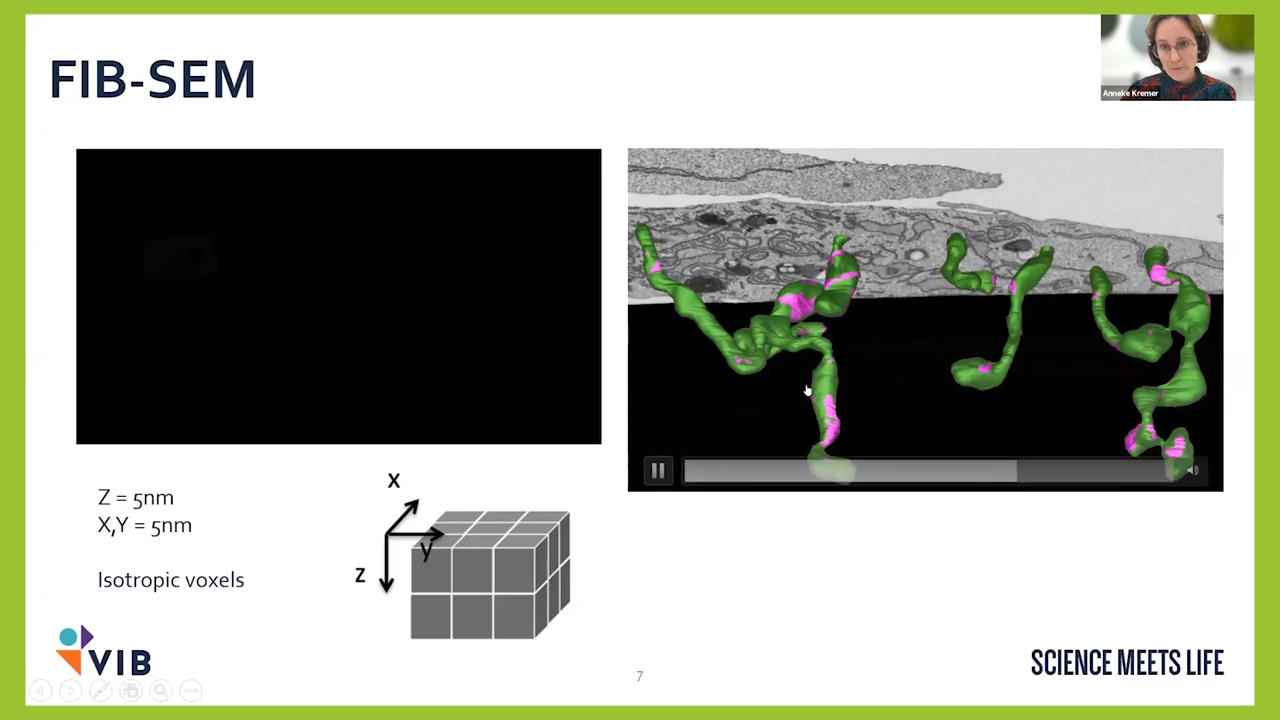 FIB-SEM
Anneke Kremer
Z = 5nm
X,Y = 5nm
Isotropic voxels
X
y
Z
VIB
7
SCIENCE MEETS LIFE